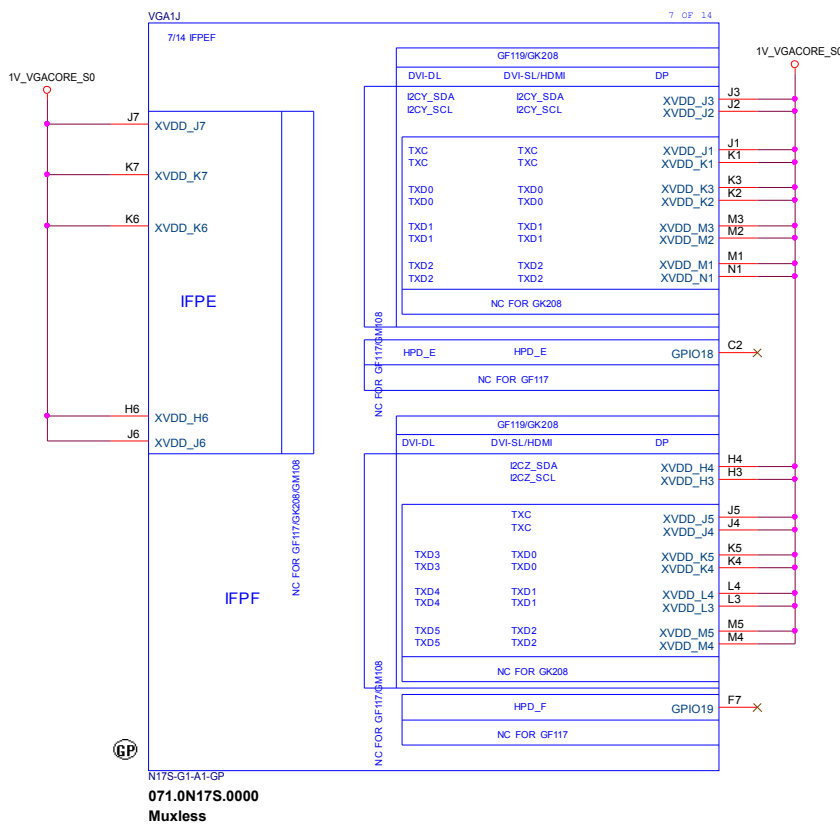 VGA1J
7 OF 14
7/14 IFPEF
1V_VGACORE_S0
1V_VGACORE_S0
GF119/GK208
DVI-DL DVI-SL/HDMI DP
I2CY_SDA I2CY_SDA XVDD_J3 J3
I2CY_SCL I2CY_SCL XVDD_J2 J2
J7 XVDD_J7
TXC TXC XVDD_J1 J1
TXC TXC XVDD_K1 K1
K7 XVDD_K7
TXD0 TXD0 XVDD_K3 K3
TXD0 TXD0 XVDD_K2 K2
K6 XVDD_K6
TXD1 TXD1 XVDD_M3 M3
TXD1 TXD1 XVDD_M2 M2
TXD2 TXD2 XVDD_M1 M1
TXD2 TXD2 XVDD_N1 N1
IFPE
NC FOR GK208
NC FOR GF117/GM108
HPD_E HPD_E GPIO18 C2
NC FOR GF117
H6 XVDD_H6
J6 XVDD_J6
GF119/GK208
DVI-DL DVI-SL/HDMI DP
I2CZ_SDA XVDD_H4 H4
I2CZ_SCL XVDD_H3 H3
NC FOR GF117/GK208/GM108
TXC XVDD_J5 J5
TXC XVDD_J4 J4
TXD3 TXD0 XVDD_K5 K5
TXD3 TXD0 XVDD_K4 K4
IFPF
TXD4 TXD1 XVDD_L4 L4
TXD4 TXD1 XVDD_L3 L3
TXD5 TXD2 XVDD_M5 M5
TXD5 TXD2 XVDD_M4 M4
NC FOR GK208
NC FOR GF117/GM108
HPD_F GPIO19 F7
NC FOR GF117
GP
N17S-G1-A1-GP
071.0N17S.0000
Muxless